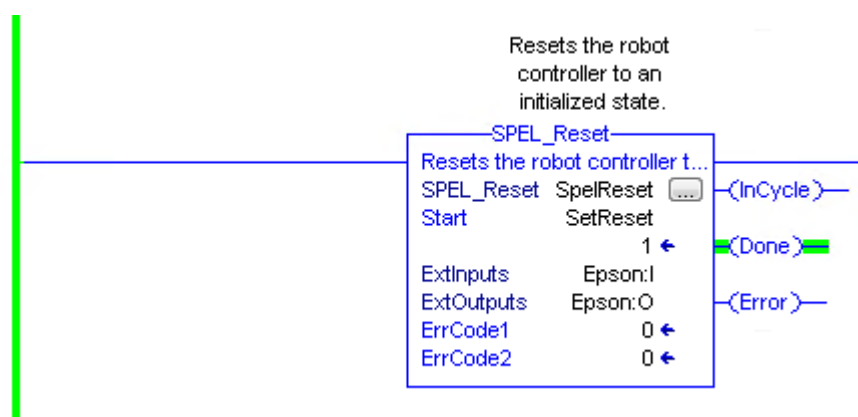 Resets the robot
controller to an
initialized state.
SPEL_Reset
Resets the robot controller t...
SPEL_Reset SpelReset ... (InCycle)
Start SetReset
1 (Done)
ExtInputs Epson:I
ExtOutputs Epson:O (Error)
ErrCode1 0
ErrCode2 0